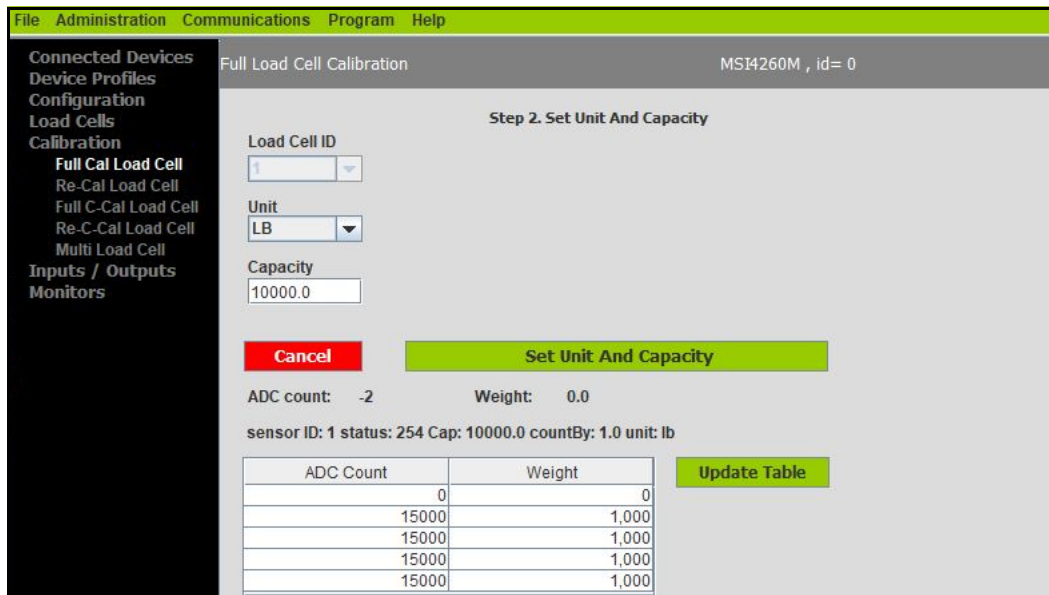 File Administration Communications Program Help
Connected Devices
Device Profiles
Configuration
Load Cells
Calibration
Full Cal Load Cell
Re-Cal Load Cell
Full C-Cal Load Cell
Re-C-Cal Load Cell
Multi Load Cell
Inputs / Outputs
Monitors
Full Load Cell Calibration MSI4260M , id= 0
Step 2. Set Unit And Capacity
Load Cell ID
1
Unit
LB
Capacity
10000.0
Cancel Set Unit And Capacity
ADC count: -2 Weight: 0.0
sensor ID: 1 status: 254 Cap: 10000.0 countBy: 1.0 unit: lb
ADC Count Weight Update Table
0 0
15000 1,000
15000 1,000
15000 1,000
15000 1,000